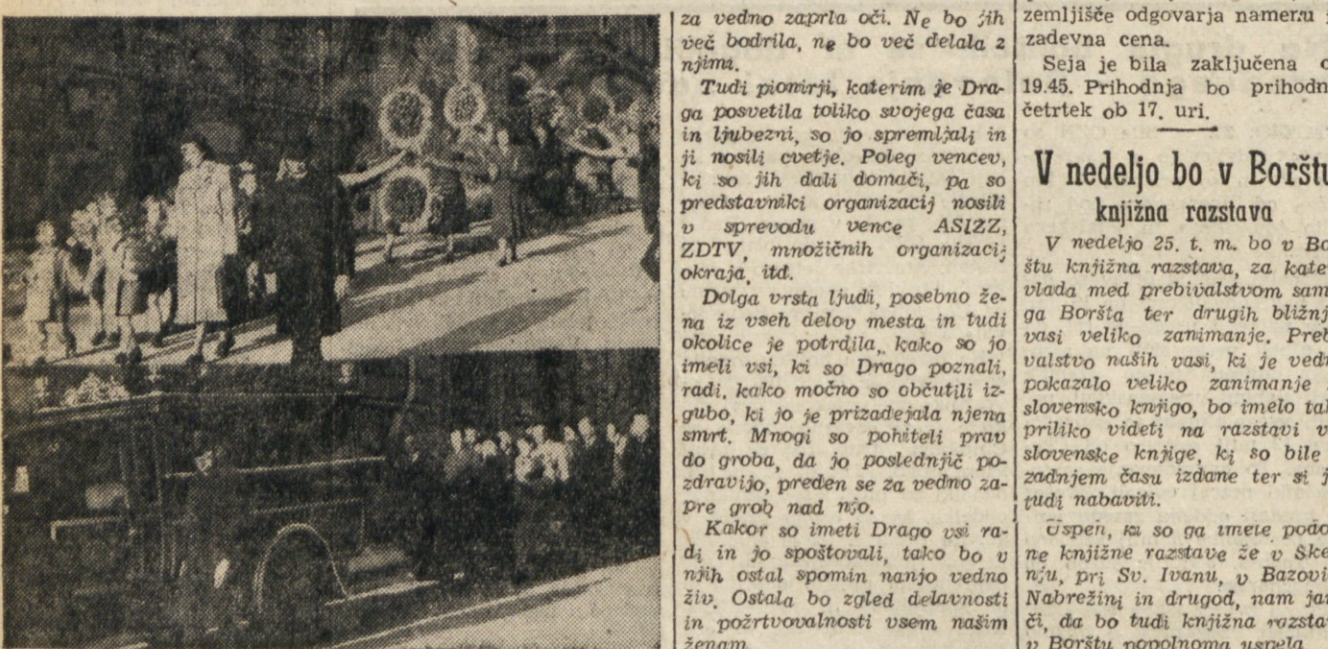 za vedno zaprla oči. Ne bo jih
več bodrila, ne bo več delala z
njimi.
Tudi pionirji, katerim je Dra-
ga posvetila toliko svojega časa
in ljubezni, so jo spremljali in
ji nosili cvetje. Poleg vencev,
ki so jih dali domači, pa so
predstavniki organizacij nosili
v sprevodu vence ASIZZ,
ZDTV, množičnih organizacij
okraja, itd.
Dolga vrsta ljudi, posebno že-
na iz vseh delov mesta in tudi
okolice je potrdila,, kako so jo
imeli vsi, ki so Drago poznali,
radi, kako močno so občutili iz-
gubo, ki jo je prizadejala njena
smrt. Mnogi so pohiteli prav
do groba, da jo poslednjič po-
zdravijo, preden se za vedno za-
pre grob nad njo.
Kakor so imeti Drago vsi ra-
di in jo spoštovali, tako bo v
njih ostal spomin nanjo vedno
živ. Ostala bo zgled delavnosti
in požrtvovalnosti vsem našim
ženam.
zemljišče odgovarja namenu
zadevna cena.
Seja je bila zaključena o
19.45. Prihodnja bo prihodn
četrtek ob 17. uri.
V nedeljo bo v Borštu
knjižna razstava
V nedeljo 25. t. m. bo v Bo
štu knjižna razstava, za kate
vlada med prebivalstvom sam
ga Boršta ter drugih bližnj
vasi veliko zanimanje. Preb
valstvo naših vasi, ki je vedn
pokazalo veliko zanimanje
slovensko knjigo, bo imelo tak
priliko videti na razstavi v
slovenske knjige, ki so bile
zadnjem času izdane ter si j
tudi nabaviti.
Uspeh, ki so ga imele podo
ne knjižne razstave že v Ške
nju, pri Sv. Ivanu, v Bazovi
Nabrežini in drugod, nam jam
či, da bo tudi knjižna razsta
v Borštu popolnoma uspela